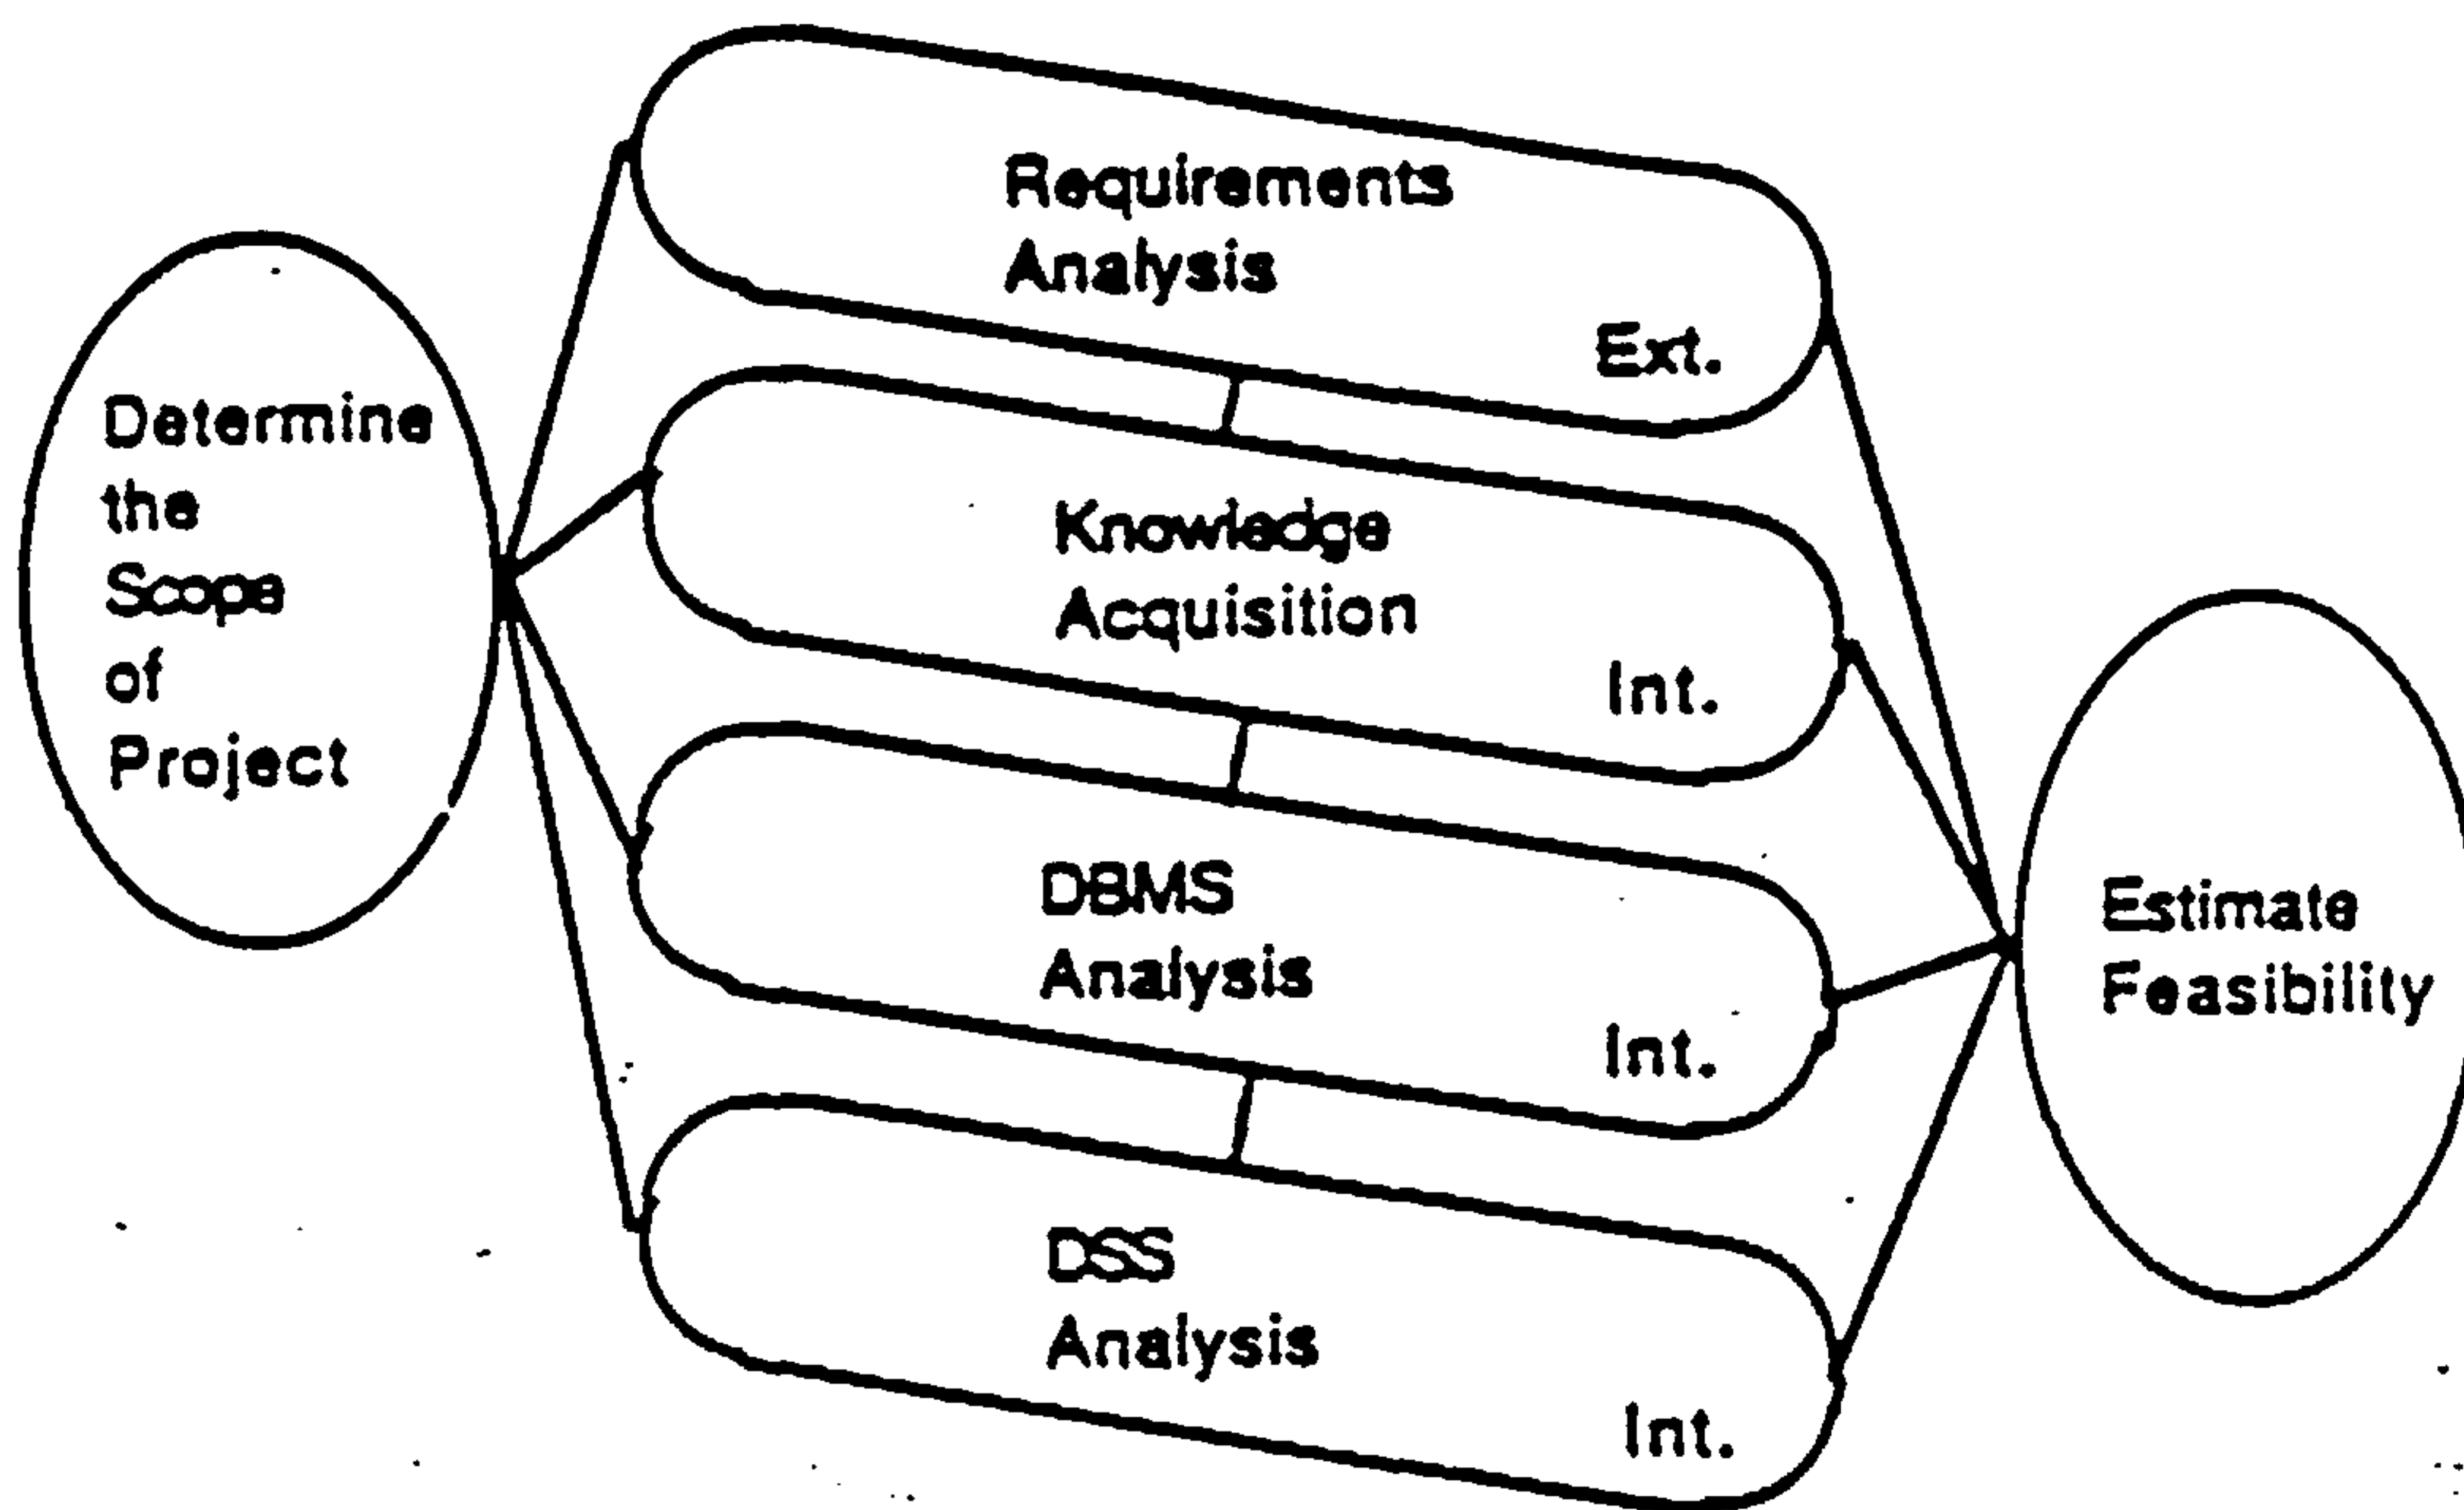 Determine
the
Scope
of
Project
Requirements
Analysis
Ext.
Knowledge
Acquisition
Int.
DBMS
Analysis
Int.
DSS
Analysis
Int.
Estimate
Feasibility